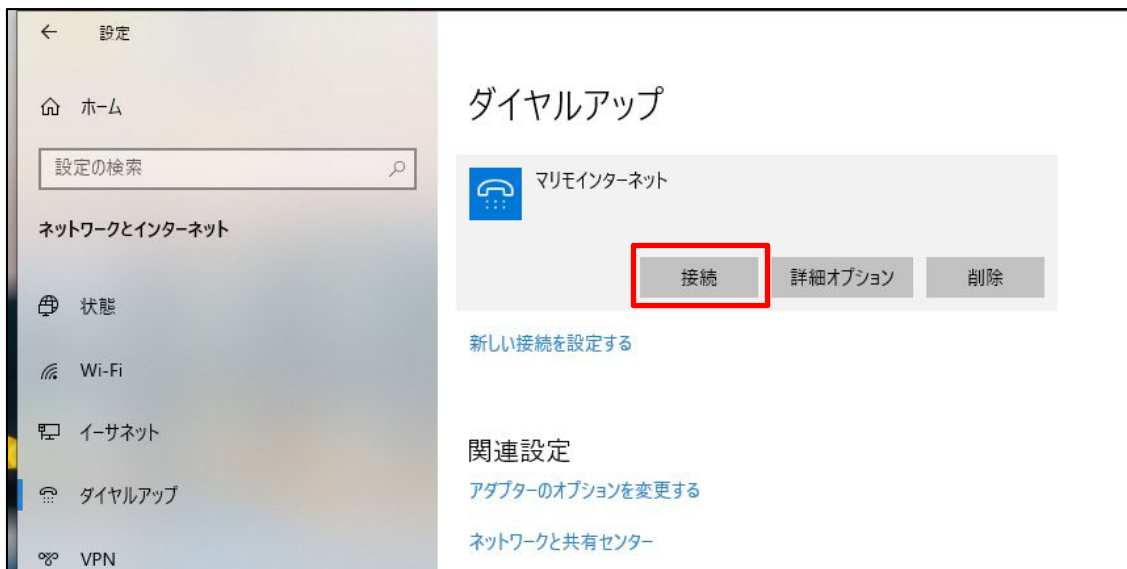 設定
ホーム
設定の検索
ネットワークとインターネット
状態
Wi-Fi
イーサネット
ダイヤルアップ
VPN
ダイヤルアップ
マリモインターネット
接続 詳細オプション 削除
新しい接続を設定する
関連設定
アダプターのオプションを変更する
ネットワークと共有センター